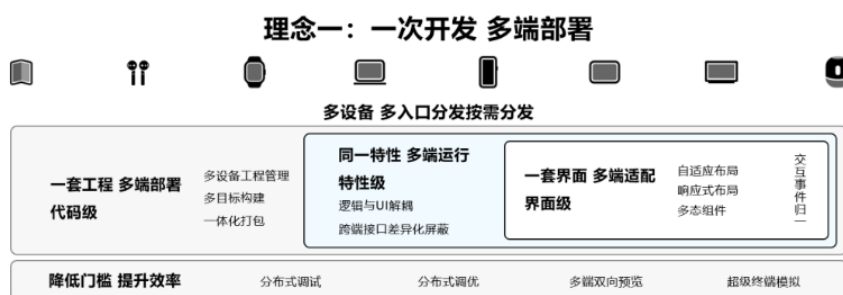 理念一：一次开发 多端部署
多设备 多入口分发按需分发
一套工程 多端部署
代码级
多设备工程管理
多目标构建
一体化打包
同一特性 多端运行
特性级
逻辑与UI解耦
跨端接口差异化屏蔽
一套界面 多端适配
界面级
自适应布局
响应式布局
多态组件
交互事件归一
降低门槛 提升效率
分布式调试
分布式调优
多端双向预览
超级终端模拟